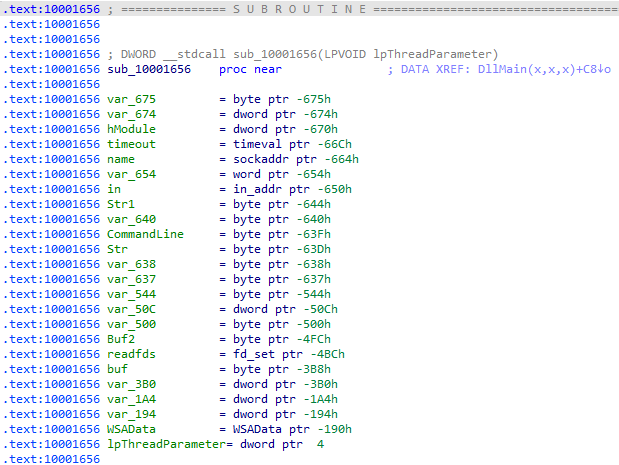 .text:10001656 ; =============== S U B R O U T I N E =======================================
.text:10001656
.text:10001656
.text:10001656 ; DWORD __stdcall sub_10001656(LPVOID lpThreadParameter)
.text:10001656 sub_10001656 proc near ; DATA XREF: DllMain(x,x,x)+C8↓o
.text:10001656
.text:10001656 var_675 = byte ptr -675h
.text:10001656 var_674 = dword ptr -674h
.text:10001656 hModule = dword ptr -670h
.text:10001656 timeout = timeval ptr -66Ch
.text:10001656 name = sockaddr ptr -664h
.text:10001656 var_654 = word ptr -654h
.text:10001656 in = in_addr ptr -650h
.text:10001656 Str1 = byte ptr -644h
.text:10001656 var_640 = byte ptr -640h
.text:10001656 CommandLine = byte ptr -63Fh
.text:10001656 Str = byte ptr -63Dh
.text:10001656 var_638 = byte ptr -638h
.text:10001656 var_637 = byte ptr -637h
.text:10001656 var_544 = byte ptr -544h
.text:10001656 var_50C = dword ptr -50Ch
.text:10001656 var_500 = byte ptr -500h
.text:10001656 Buf2 = byte ptr -4FCh
.text:10001656 readfds = fd_set ptr -4BCh
.text:10001656 buf = byte ptr -3B8h
.text:10001656 var_3B0 = dword ptr -3B0h
.text:10001656 var_1A4 = dword ptr -1A4h
.text:10001656 var_194 = dword ptr -194h
.text:10001656 WSAData = WSAData ptr -190h
.text:10001656 lpThreadParameter= dword ptr 4
.text:10001656